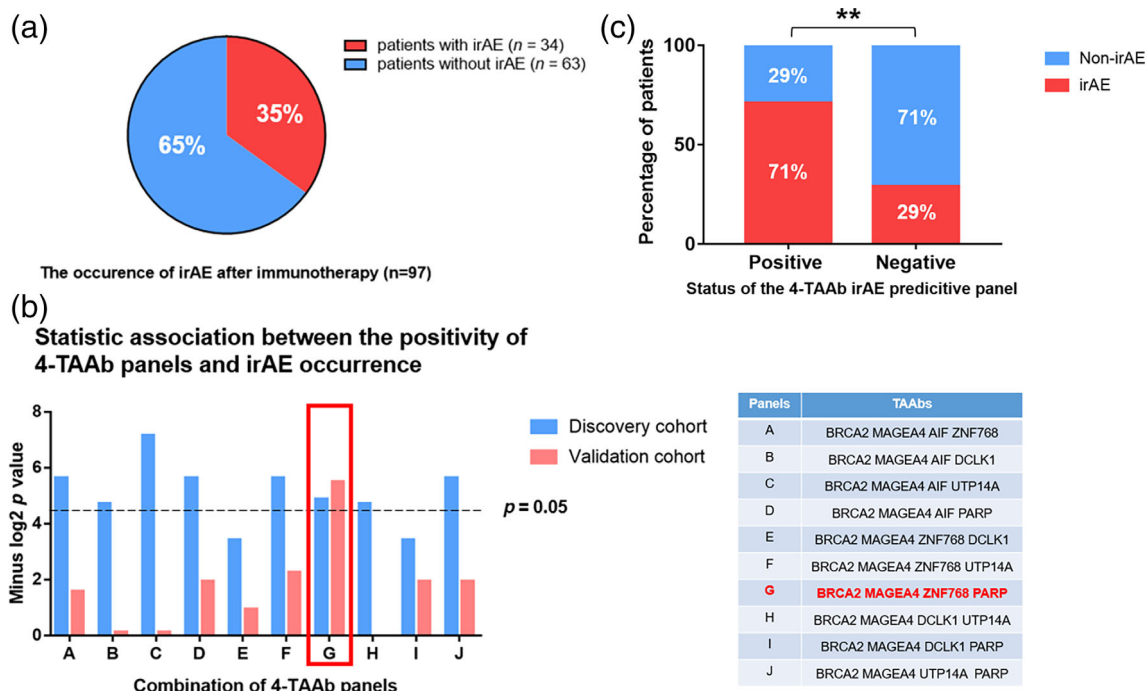 (a)
patients with irAE (n = 34)
patients without irAE (n = 63)
35%
65%
The occurence of irAE after immunotherapy (n=97)
(c)
**
Non-irAE
irAE
Percentage of patients
100
50
0
29%
71%
71%
29%
Positive Negative
Status of the 4-TAAb irAE predicitive panel
(b)
Statistic association between the positivity of
4-TAAb panels and irAE occurrence
Discovery cohort
Validation cohort
Minus log2 p value
8
6
4
2
0
p = 0.05
A B C D E F G H I J
Combination of 4-TAAb panels
Panels TAAbs
A BRCA2 MAGEA4 AIF ZNF768
B BRCA2 MAGEA4 AIF DCLK1
C BRCA2 MAGEA4 AIF UTP14A
D BRCA2 MAGEA4 AIF PARP
E BRCA2 MAGEA4 ZNF768 DCLK1
F BRCA2 MAGEA4 ZNF768 UTP14A
G BRCA2 MAGEA4 ZNF768 PARP
H BRCA2 MAGEA4 DCLK1 UTP14A
I BRCA2 MAGEA4 DCLK1 PARP
J BRCA2 MAGEA4 UTP14A PARP